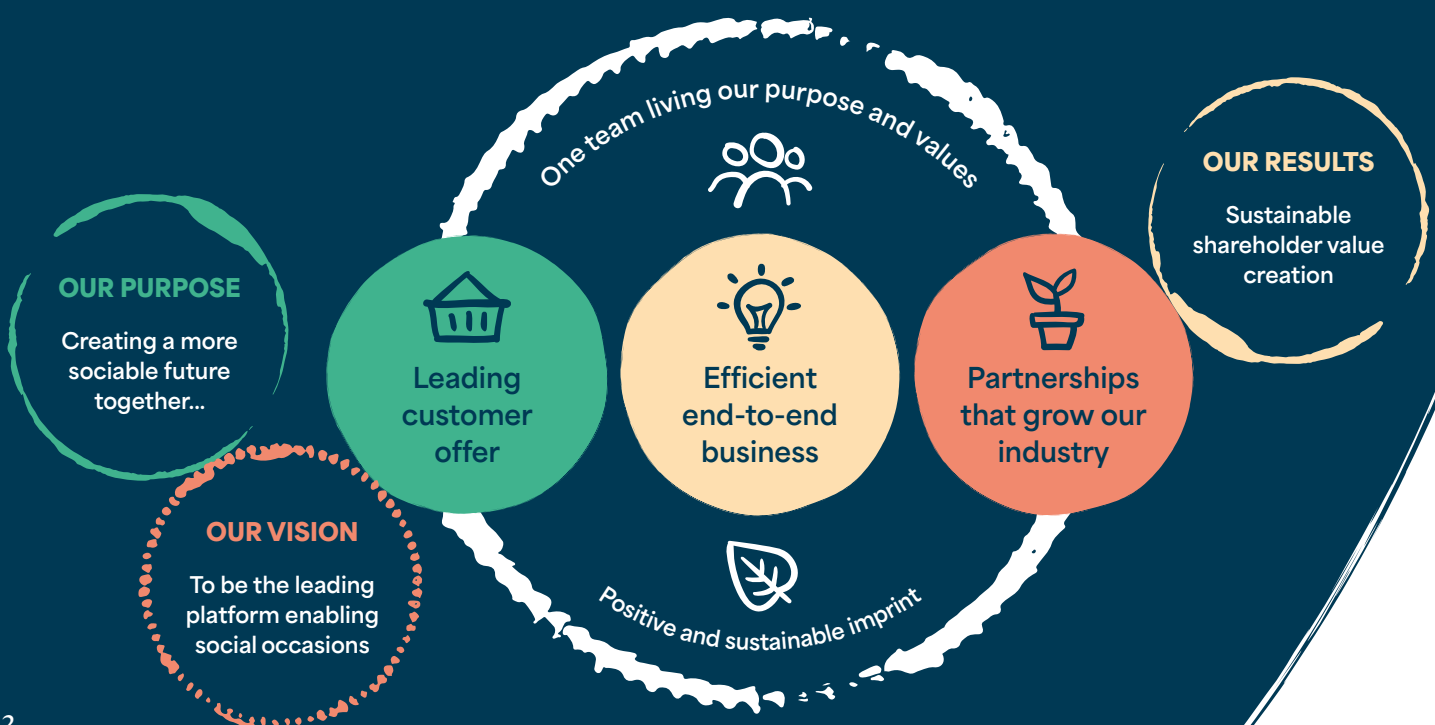 OUR PURPOSE
Creating a more
sociable future
together...
OUR VISION
To be the leading
platform enabling
social occasions
One team living our purpose and values
Leading
customer
offer
Efficient
end-to-end
business
Partnerships
that grow our
industry
Positive and sustainable imprint
OUR RESULTS
Sustainable
shareholder value
creation